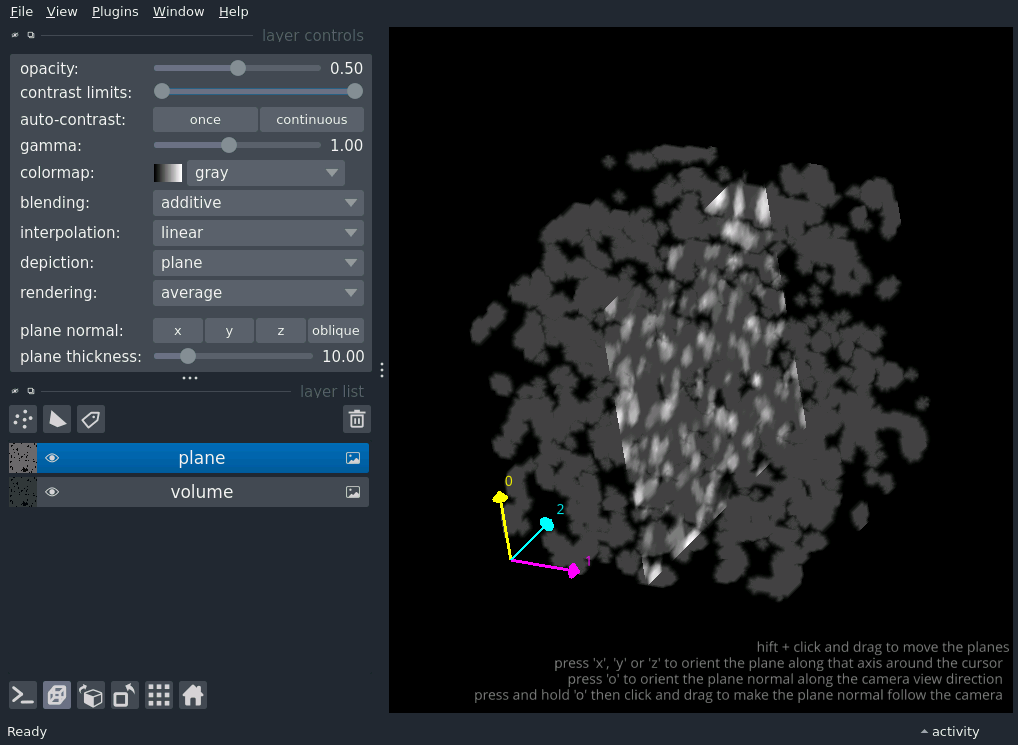 File View Plugins Window Help
layer controls
opacity: 0.50
contrast limits:
auto-contrast: once continuous
gamma: 1.00
colormap: gray
blending: additive
interpolation: linear
depiction: plane
rendering: average
plane normal: x y z oblique
plane thickness: 10.00
layer list
plane
volume
0
2
1
hift + click and drag to move the planes
press 'x', 'y' or 'z' to orient the plane along that axis around the cursor
press 'o' to orient the plane normal along the camera view direction
press and hold 'o' then click and drag to make the plane normal follow the camera
Ready
activity